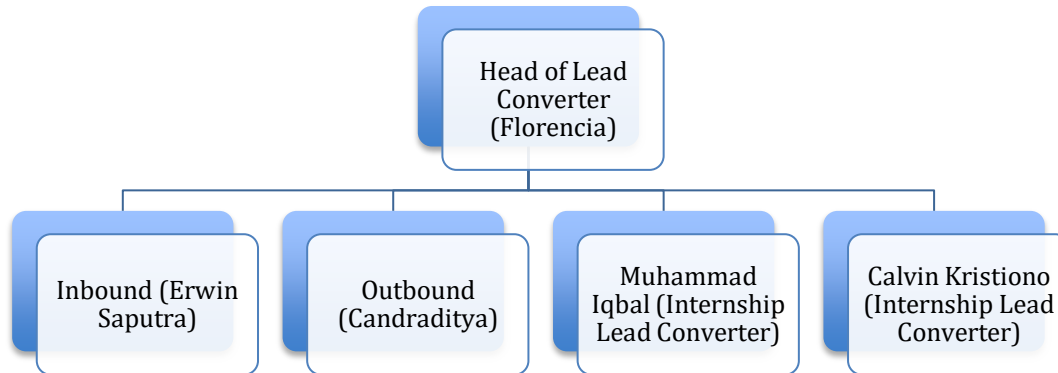 Head of Lead
Converter
(Florencia)
Inbound (Erwin
Saputra)
Outbound
(Candraditya)
Muhammad
Iqbal (Internship
Lead Converter)
Calvin Kristiono
(Internship Lead
Converter)